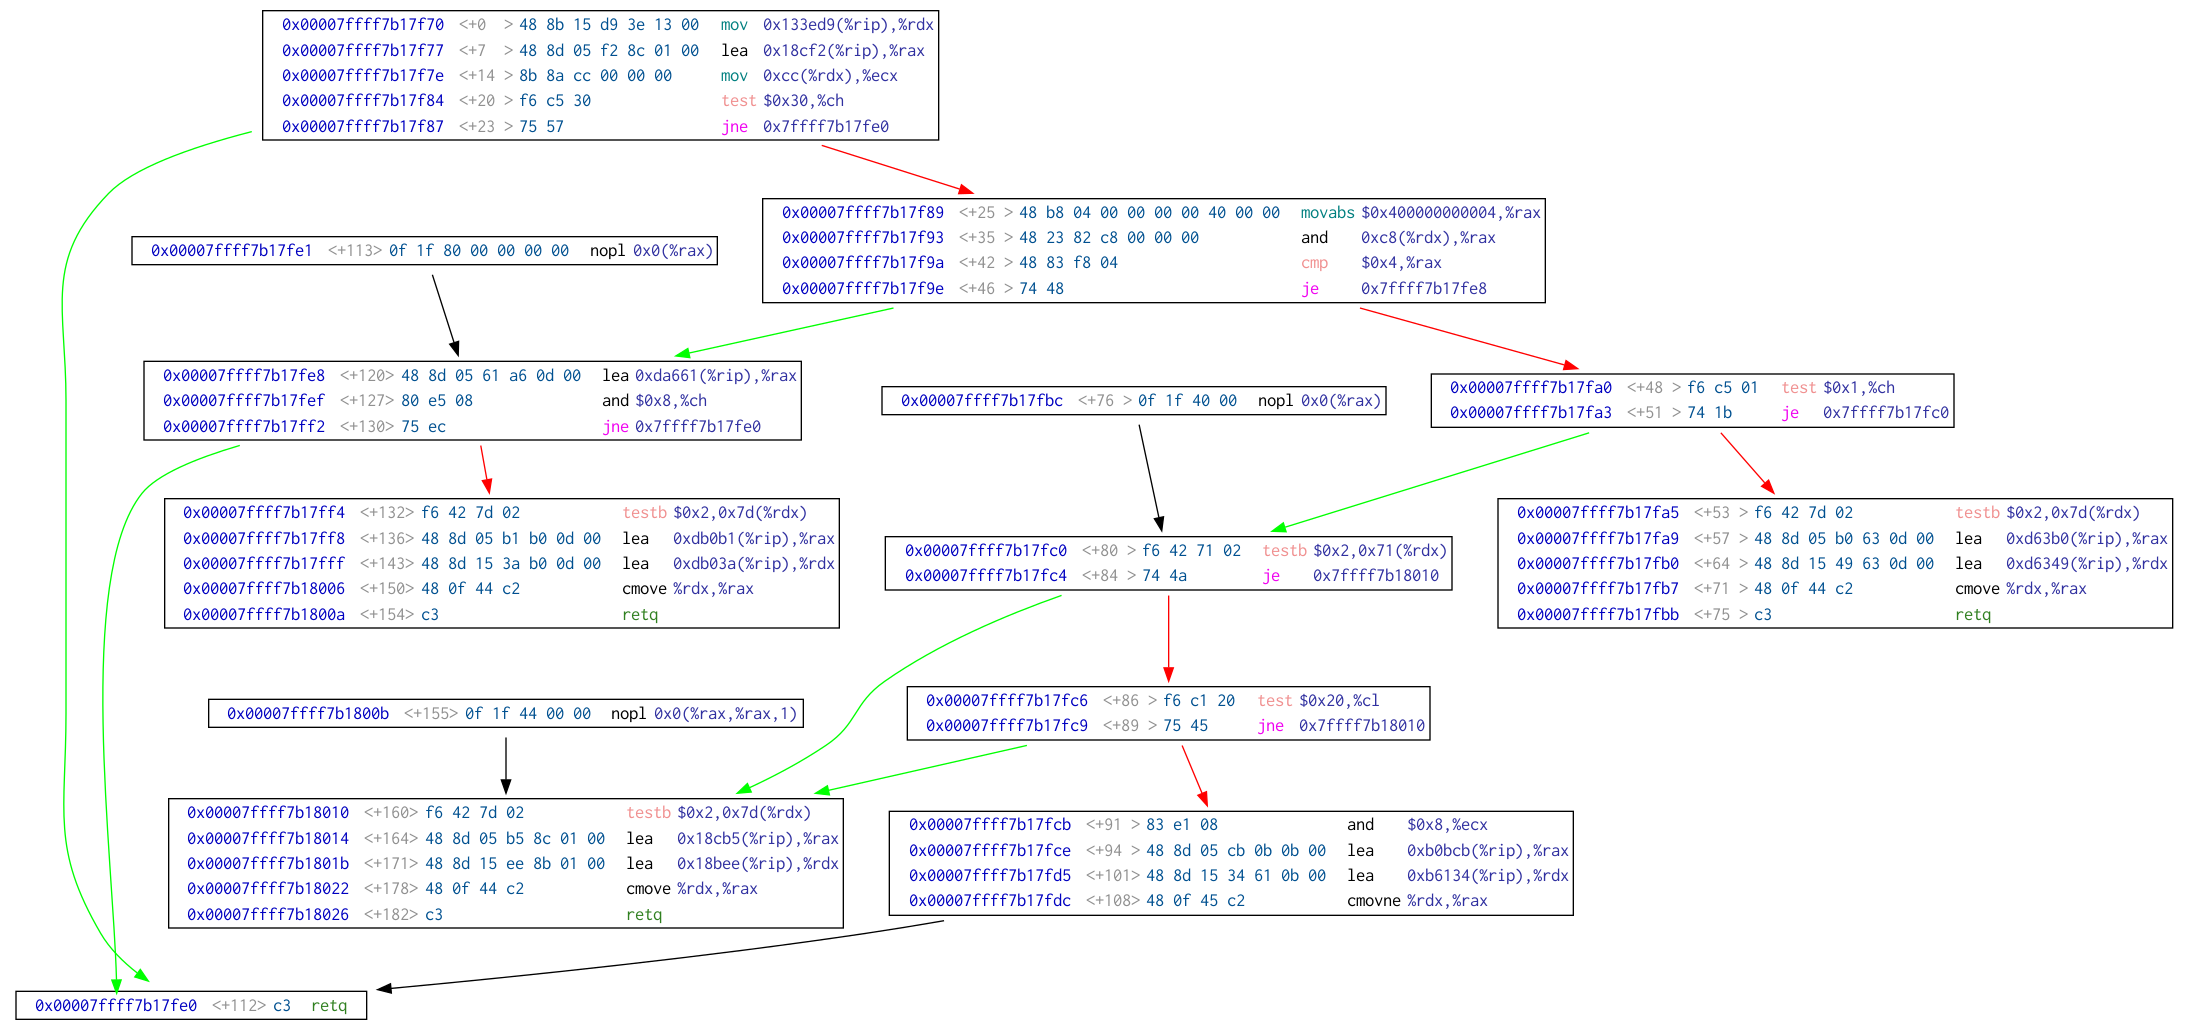 0x00007ffff7b17f70 <+0  > 48 8b 15 d9 3e 13 00 mov 0x133ed9(%rip),%rdx
0x00007ffff7b17f77 <+7  > 48 8d 05 f2 8c 01 00 lea 0x18cf2(%rip),%rax
0x00007ffff7b17f7e <+14 > 8b 8a cc 00 00 00 mov 0xcc(%rdx),%ecx
0x00007ffff7b17f84 <+20 > f6 c5 30 test $0x30,%ch
0x00007ffff7b17f87 <+23 > 75 57 jne 0x7ffff7b17fe0
0x00007ffff7b17f89 <+25 > 48 b8 04 00 00 00 00 40 00 00 movabs $0x400000000004,%rax
0x00007ffff7b17f93 <+35 > 48 23 82 c8 00 00 00 and 0xc8(%rdx),%rax
0x00007ffff7b17f9a <+42 > 48 83 f8 04 cmp $0x4,%rax
0x00007ffff7b17f9e <+46 > 74 48 je 0x7ffff7b17fe8
0x00007ffff7b17fe1 <+113> 0f 1f 80 00 00 00 00 nopl 0x0(%rax)
0x00007ffff7b17fe8 <+120> 48 8d 05 61 a6 0d 00 lea 0xda661(%rip),%rax
0x00007ffff7b17fef <+127> 80 e5 08 and $0x8,%ch
0x00007ffff7b17ff2 <+130> 75 ec jne 0x7ffff7b17fe0
0x00007ffff7b17fbc <+76 > 0f 1f 40 00 nopl 0x0(%rax)
0x00007ffff7b17fa0 <+48 > f6 c5 01 test $0x1,%ch
0x00007ffff7b17fa3 <+51 > 74 1b je 0x7ffff7b17fc0
0x00007ffff7b17ff4 <+132> f6 42 7d 02 testb $0x2,0x7d(%rdx)
0x00007ffff7b17ff8 <+136> 48 8d 05 b1 b0 0d 00 lea 0xdb0b1(%rip),%rax
0x00007ffff7b17fff <+143> 48 8d 15 3a b0 0d 00 lea 0xdb03a(%rip),%rdx
0x00007ffff7b18006 <+150> 48 0f 44 c2 cmove %rdx,%rax
0x00007ffff7b1800a <+154> c3 retq
0x00007ffff7b17fc0 <+80 > f6 42 71 02 testb $0x2,0x71(%rdx)
0x00007ffff7b17fc4 <+84 > 74 4a je 0x7ffff7b18010
0x00007ffff7b17fa5 <+53 > f6 42 7d 02 testb $0x2,0x7d(%rdx)
0x00007ffff7b17fa9 <+57 > 48 8d 05 b0 63 0d 00 lea 0xd63b0(%rip),%rax
0x00007ffff7b17fb0 <+64 > 48 8d 15 49 63 0d 00 lea 0xd6349(%rip),%rdx
0x00007ffff7b17fb7 <+71 > 48 0f 44 c2 cmove %rdx,%rax
0x00007ffff7b17fbb <+75 > c3 retq
0x00007ffff7b1800b <+155> 0f 1f 44 00 00 nopl 0x0(%rax,%rax,1)
0x00007ffff7b17fc6 <+86 > f6 c1 20 test $0x20,%cl
0x00007ffff7b17fc9 <+89 > 75 45 jne 0x7ffff7b18010
0x00007ffff7b18010 <+160> f6 42 7d 02 testb $0x2,0x7d(%rdx)
0x00007ffff7b18014 <+164> 48 8d 05 b5 8c 01 00 lea 0x18cb5(%rip),%rax
0x00007ffff7b1801b <+171> 48 8d 15 ee 8b 01 00 lea 0x18bee(%rip),%rdx
0x00007ffff7b18022 <+178> 48 0f 44 c2 cmove %rdx,%rax
0x00007ffff7b18026 <+182> c3 retq
0x00007ffff7b17fcb <+91 > 83 e1 08 and $0x8,%ecx
0x00007ffff7b17fce <+94 > 48 8d 05 cb 0b 0b 00 lea 0xb0bcb(%rip),%rax
0x00007ffff7b17fd5 <+101> 48 8d 15 34 61 0b 00 lea 0xb6134(%rip),%rdx
0x00007ffff7b17fdc <+108> 48 0f 45 c2 cmovne %rdx,%rax
0x00007ffff7b17fe0 <+112> c3 retq